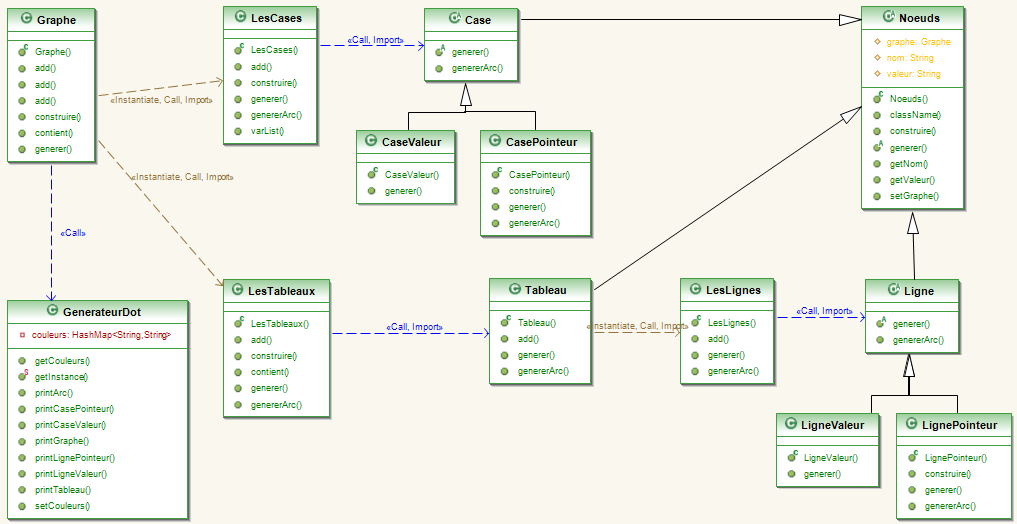 Graphe
Graphe()
add()
add()
add()
construire()
contient()
generer()
LesCases
LesCases()
add()
construire()
generer()
genererArc()
varList()
«Call, Import»
Case
generer()
genererArc()
Noeuds
graphe: Graphe
nom: String
valeur: String
Noeuds()
className()
construire()
generer()
getNom()
getValeur()
setGraphe()
«Instantiate, Call, Import»
CaseValeur
CaseValeur()
generer()
CasePointeur
CasePointeur()
construire()
generer()
genererArc()
«Instantiate, Call, Import»
«Call»
GenerateurDot
couleurs: HashMap<String,String>
getCouleurs()
getInstance()
printArc()
printCasePointeur()
printCaseValeur()
printGraphe()
printLignePointeur()
printLigneValeur()
printTableau()
setCouleurs()
LesTableaux
LesTableaux()
add()
construire()
contient()
generer()
genererArc()
«Call, Import»
Tableau
Tableau()
add()
generer()
genererArc()
«Instantiate, Call, Import»
LesLignes
LesLignes()
add()
generer()
genererArc()
«Call, Import»
Ligne
generer()
genererArc()
LigneValeur
LigneValeur()
generer()
LignePointeur
LignePointeur()
construire()
generer()
genererArc()